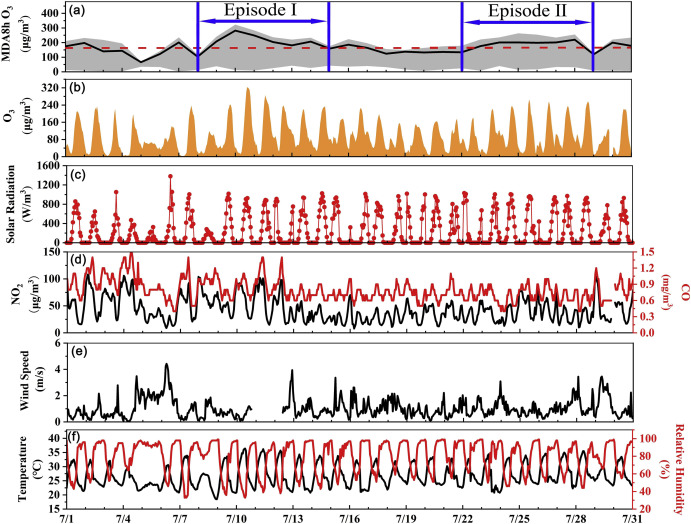 (a)
Episode I
Episode II
MDA8h O3
(μg/m³)
400
300
200
100
0
(b)
O3
(μg/m³)
320
240
160
80
0
(c)
Solar Radiation
(W/m²)
1600
1200
800
400
0
(d)
NO2
(μg/m³)
150
100
50
0
1.5
1.2
0.9
0.6
0.3
0.0
CO
(mg/m³)
(e)
Wind Speed
(m/s)
6
4
2
0
(f)
Temperature
(°C)
40
35
30
25
20
15
100
80
60
40
20
Relative Humidity
(%)
7/1 7/4 7/7 7/10 7/13 7/16 7/19 7/22 7/25 7/28 7/31